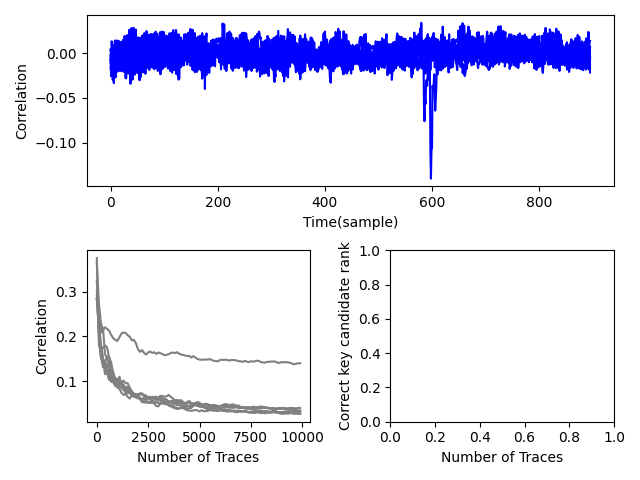 0.00
−0.05
−0.10
Correlation
0 200 400 600 800
Time(sample)
0.3
0.2
0.1
Correlation
0 2500 5000 7500 10000
Number of Traces
1.0
0.8
0.6
0.4
0.2
0.0
Correct key candidate rank
0.0 0.2 0.4 0.6 0.8 1.0
Number of Traces